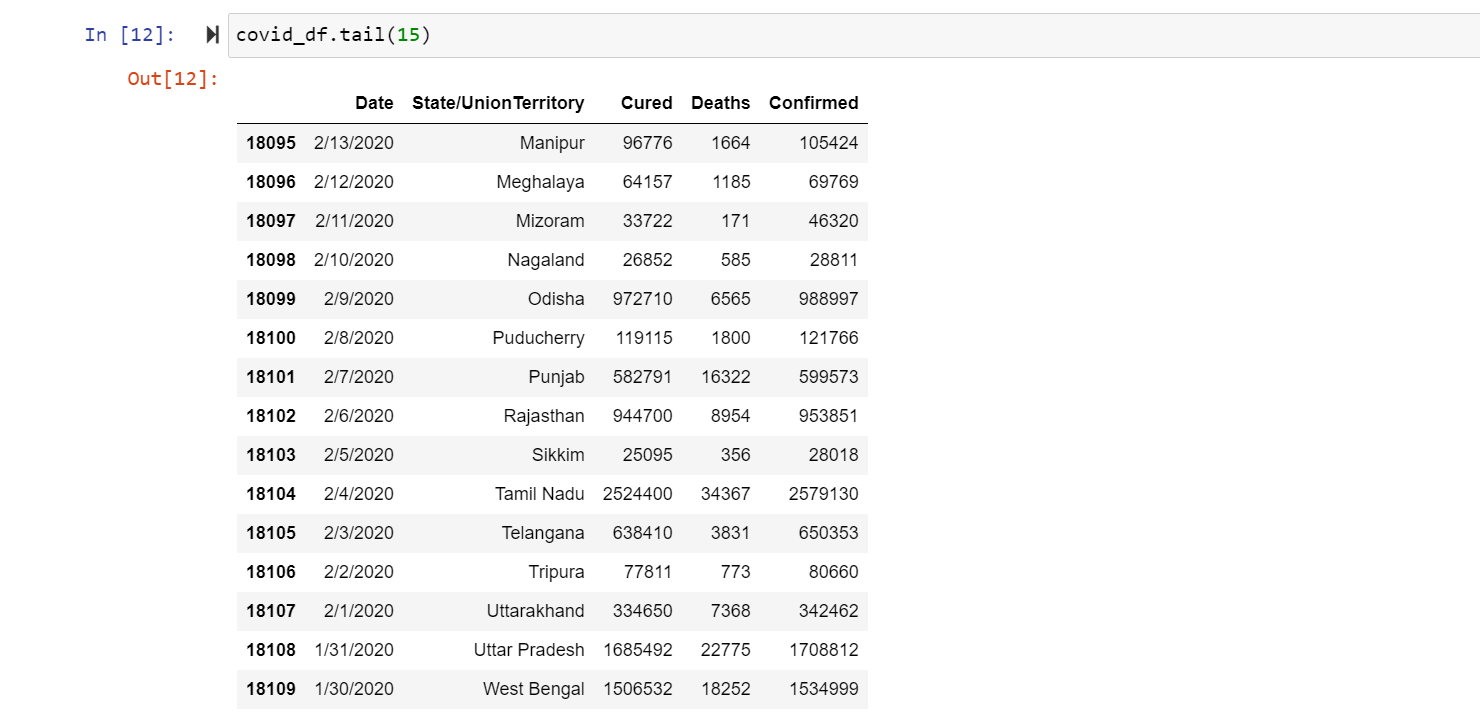 In [12]: covid_df.tail(15)
Out[12]:
Date State/UnionTerritory Cured Deaths Confirmed
18095 2/13/2020 Manipur 96776 1664 105424
18096 2/12/2020 Meghalaya 64157 1185 69769
18097 2/11/2020 Mizoram 33722 171 46320
18098 2/10/2020 Nagaland 26852 585 28811
18099 2/9/2020 Odisha 972710 6565 988997
18100 2/8/2020 Puducherry 119115 1800 121766
18101 2/7/2020 Punjab 582791 16322 599573
18102 2/6/2020 Rajasthan 944700 8954 953851
18103 2/5/2020 Sikkim 25095 356 28018
18104 2/4/2020 Tamil Nadu 2524400 34367 2579130
18105 2/3/2020 Telangana 638410 3831 650353
18106 2/2/2020 Tripura 77811 773 80660
18107 2/1/2020 Uttarakhand 334650 7368 342462
18108 1/31/2020 Uttar Pradesh 1685492 22775 1708812
18109 1/30/2020 West Bengal 1506532 18252 1534999